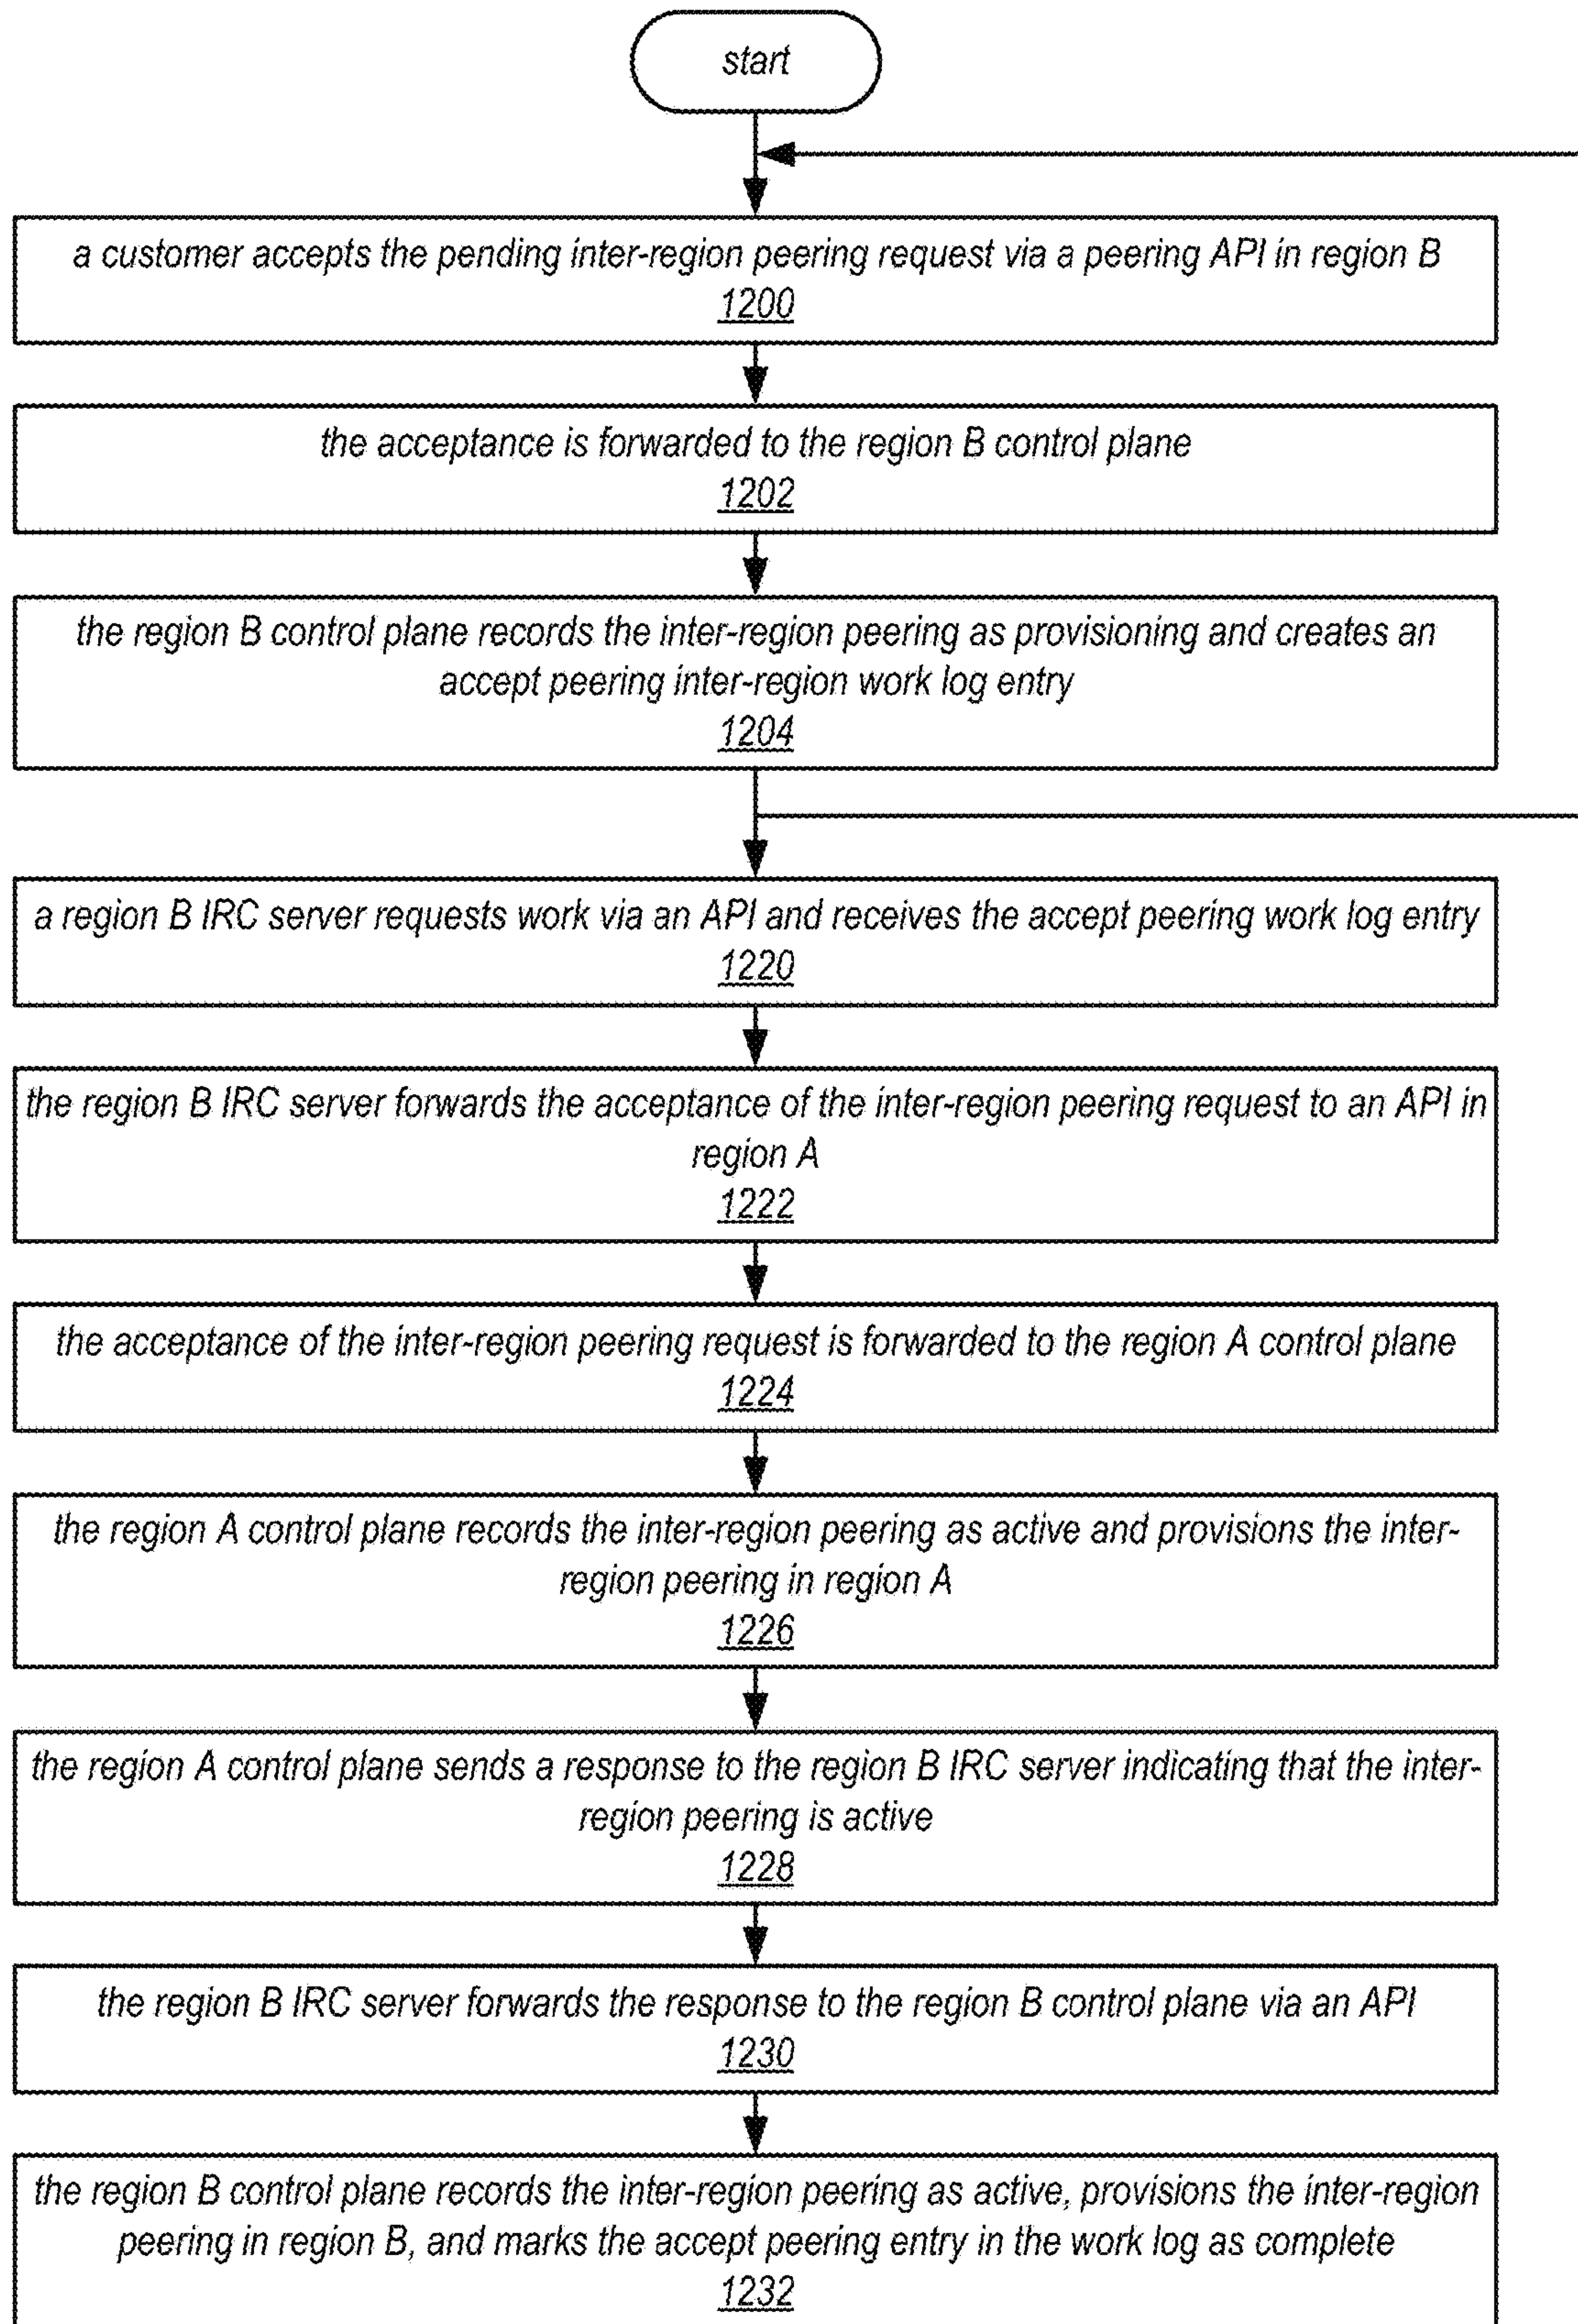 start
a customer accepts the pending inter-region peering request via a peering API in region B
1200
the acceptance is forwarded to the region B control plane
1202
the region B control plane records the inter-region peering as provisioning and creates an
accept peering inter-region work log entry
1204
a region B IRC server requests work via an API and receives the accept peering work log entry
1220
the region B IRC server forwards the acceptance of the inter-region peering request to an API in
region A
1222
the acceptance of the inter-region peering request is forwarded to the region A control plane
1224
the region A control plane records the inter-region peering as active and provisions the inter-
region peering in region A
1226
the region A control plane sends a response to the region B IRC server indicating that the inter-
region peering is active
1228
the region B IRC server forwards the response to the region B control plane via an API
1230
the region B control plane records the inter-region peering as active, provisions the inter-region
peering in region B, and marks the accept peering entry in the work log as complete
1232